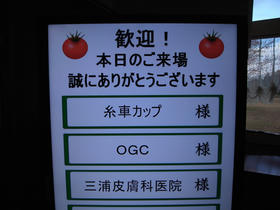 歓迎！
本日のご来場
誠にありがとうございます
糸車カップ 様
OGC 様
三浦皮膚科医院 様